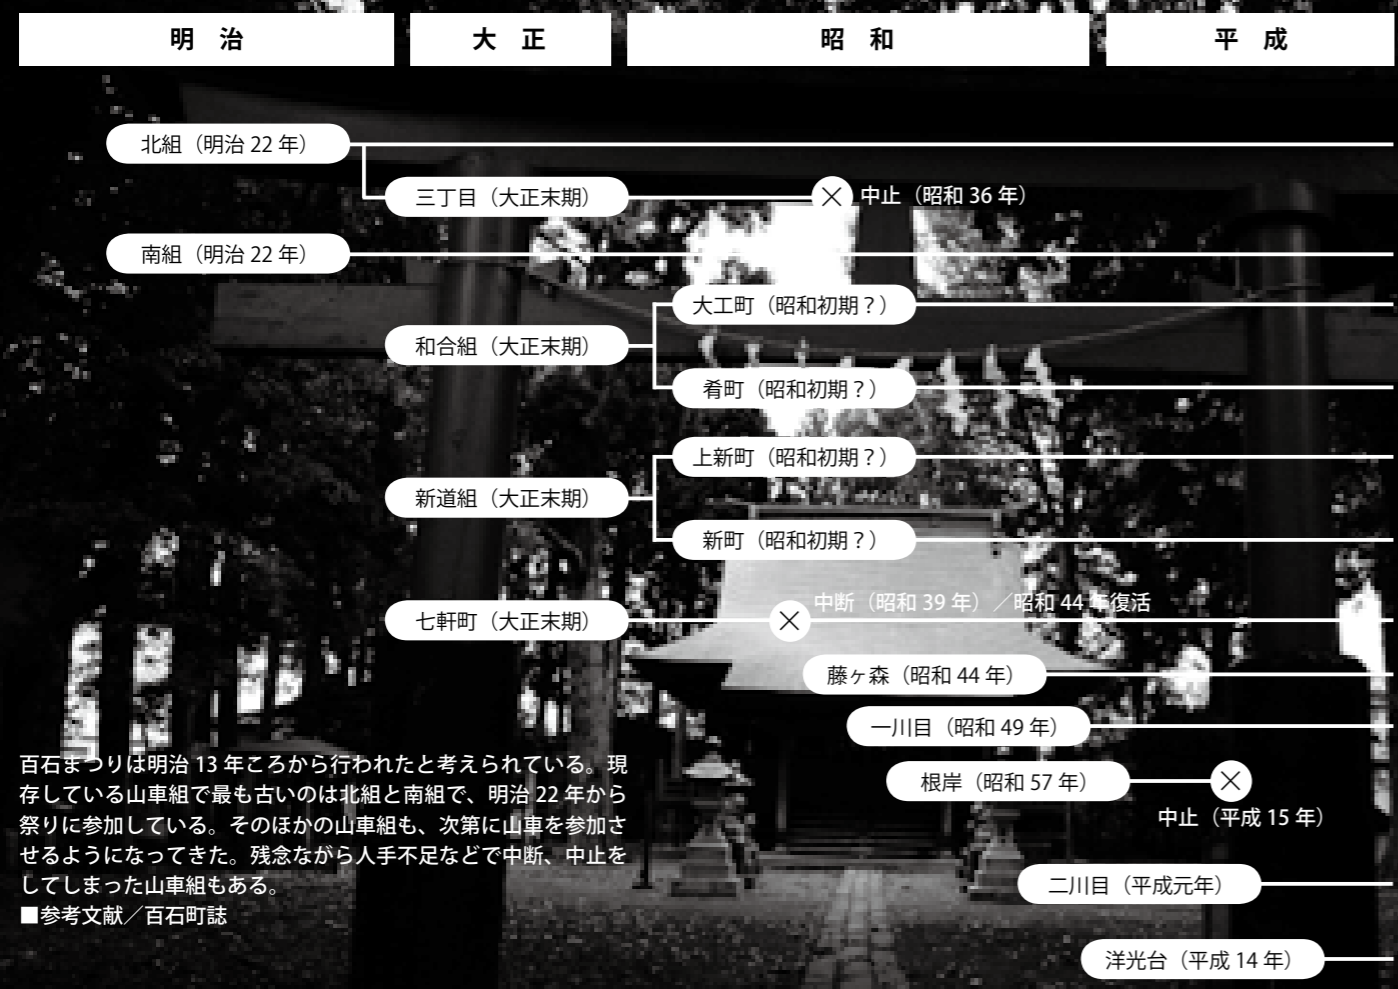 明 治
大 正
昭 和
平 成
北組（明治 22 年）
三丁目（大正末期）
中止（昭和 36 年）
南組（明治 22 年）
大工町（昭和初期？）
和合組（大正末期）
肴町（昭和初期？）
上新町（昭和初期？）
新道組（大正末期）
新町（昭和初期？）
中断（昭和 39 年）／昭和 44 年復活
七軒町（大正末期）
藤ヶ森（昭和 44 年）
一川目（昭和 49 年）
根岸（昭和 57 年）
中止（平成 15 年）
二川目（平成元年）
洋光台（平成 14 年）
百石まつりは明治 13 年ころから行われたと考えられている。現
存している山車組で最も古いのは北組と南組で、明治 22 年から
祭りに参加している。そのほかの山車組も、次第に山車を参加さ
せるようになってきた。残念ながら人手不足などで中断、中止を
してしまった山車組もある。
■参考文献／百石町誌